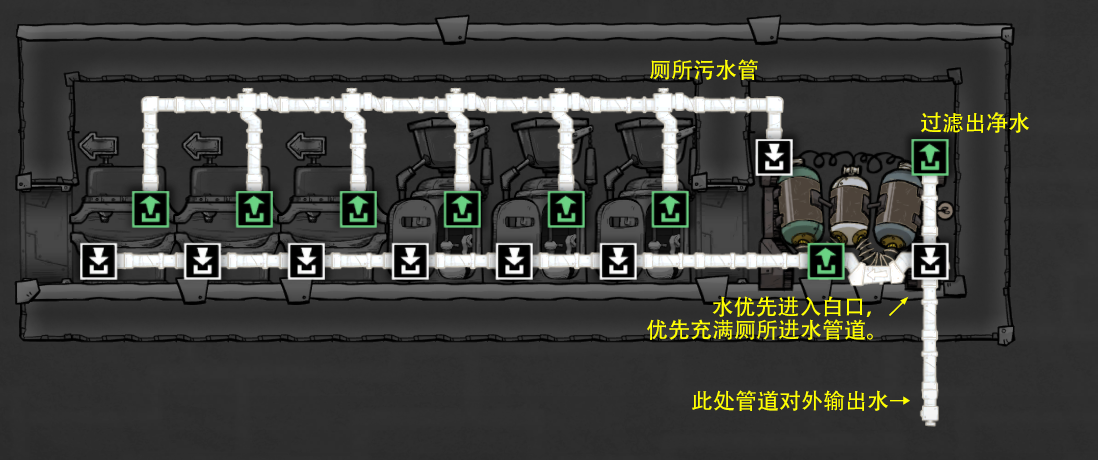 厕所污水管
过滤出净水
水优先进入白口，
优先充满厕所进水管道。
此处管道对外输出水→